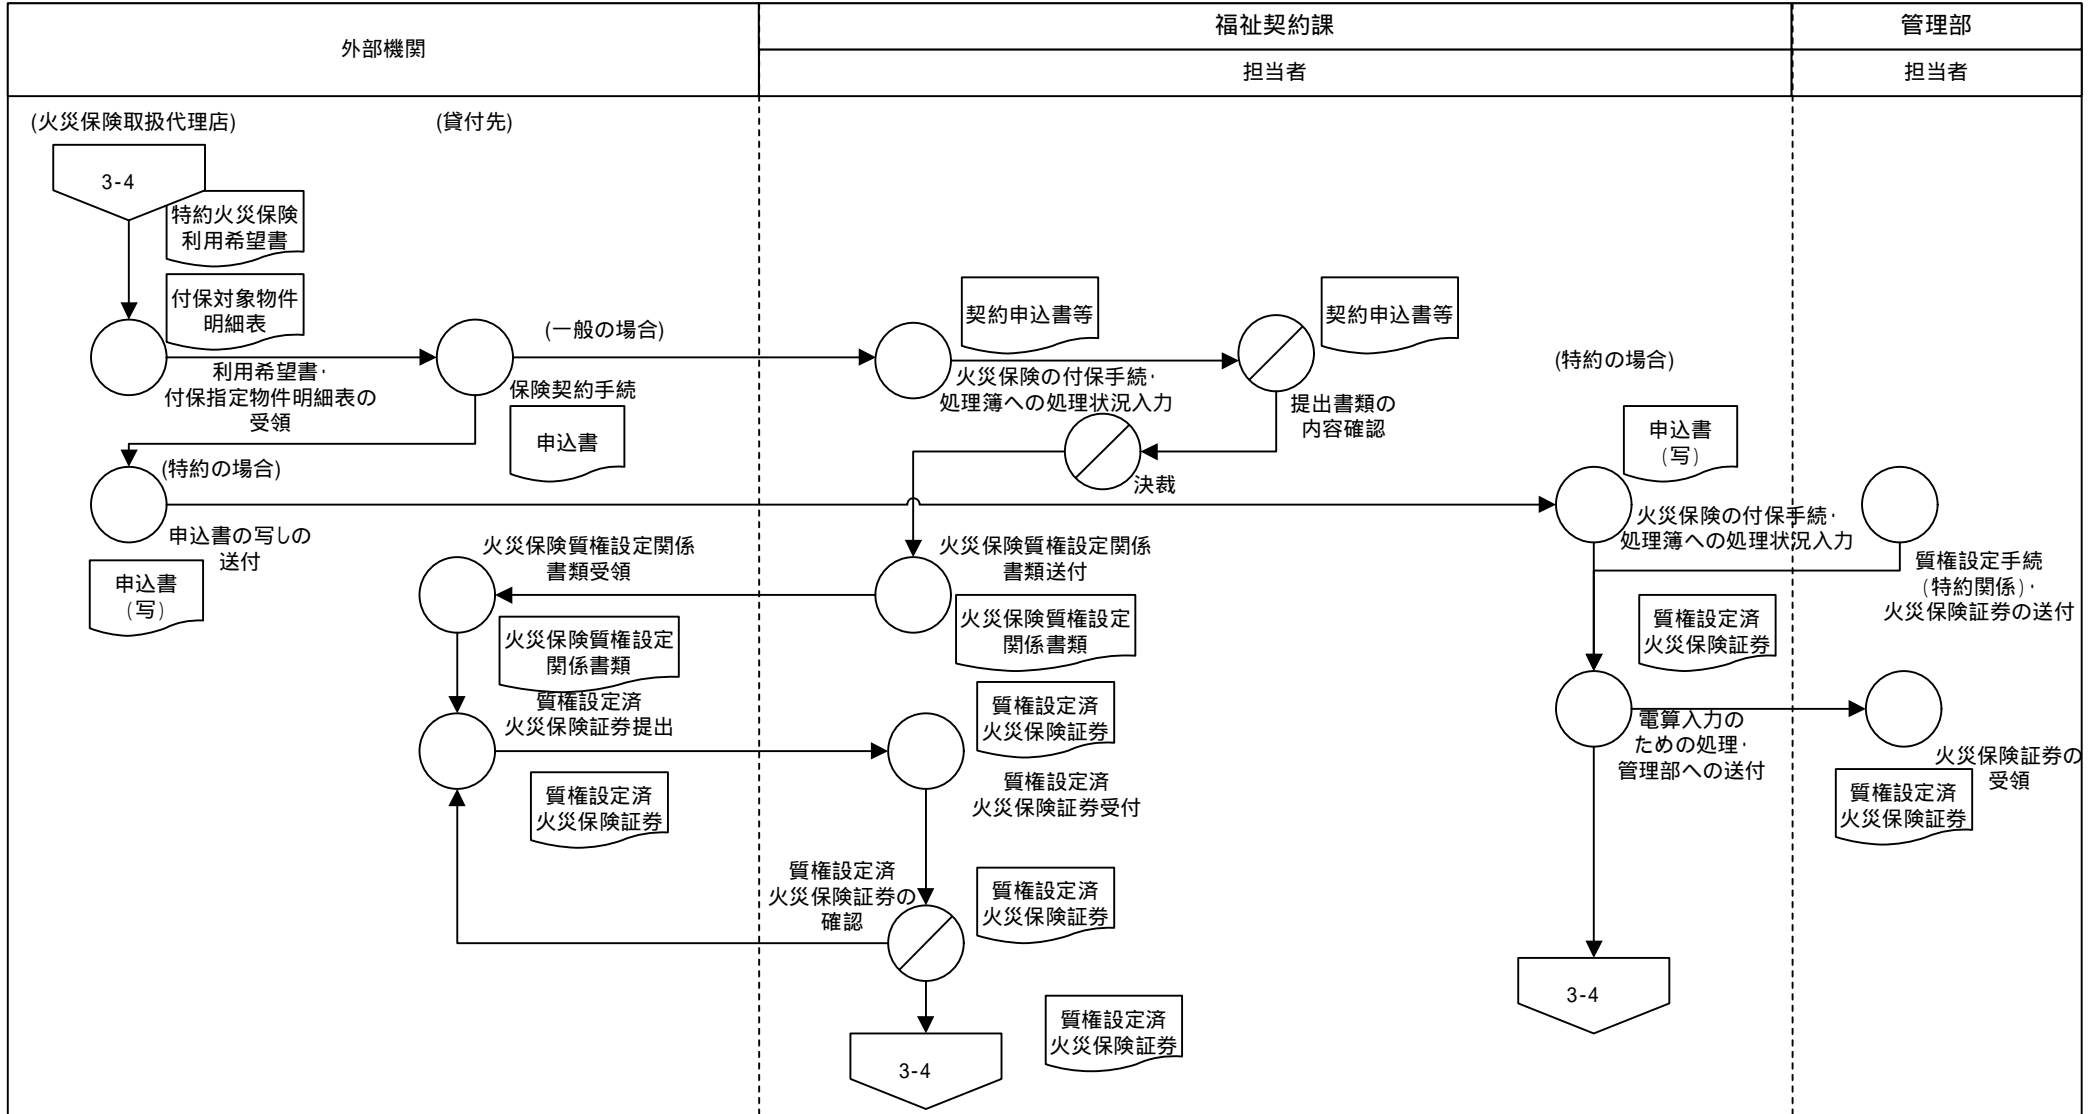 外部機関
福祉契約課
管理部
担当者
担当者
(火災保険取扱代理店)
(貸付先)
3-4
特約火災保険
利用希望書
付保対象物件
明細表
利用希望書・
付保指定物件明細表の
受領
(一般の場合)
保険契約手続
申込書
契約申込書等
火災保険の付保手続・
処理簿への処理状況入力
契約申込書等
提出書類の
内容確認
決裁
(特約の場合)
申込書
(写)
火災保険の付保手続・
処理簿への処理状況入力
質権設定手続
(特約関係)・
火災保険証券の送付
(特約の場合)
申込書の写しの
送付
申込書
(写)
火災保険質権設定関係
書類受領
火災保険質権設定
関係書類
火災保険質権設定関係
書類送付
火災保険質権設定
関係書類
質権設定済
火災保険証券
質権設定済
火災保険証券提出
質権設定済
火災保険証券
質権設定済
火災保険証券
質権設定済
火災保険証券受付
電算入力の
ための処理・
管理部への送付
火災保険証券の
受領
質権設定済
火災保険証券
質権設定済
火災保険証券の
確認
質権設定済
火災保険証券
3-4
質権設定済
火災保険証券
3-4